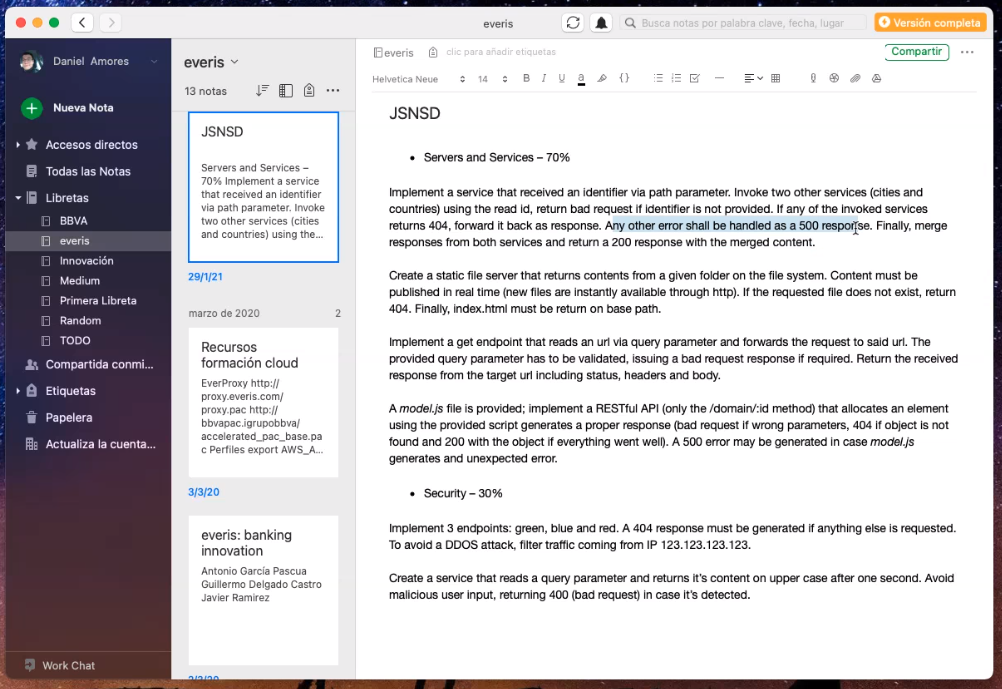 everis
Busca notas por palabra clave, fecha, lugar
Versión completa
Daniel Amores
Nueva Nota
Accesos directos
Todas las Notas
Libretas
BBVA
everis
Innovación
Medium
Primera Libreta
Random
TODO
Compartida conmi...
Etiquetas
Papelera
Actualiza la cuenta...
Work Chat
everis
13 notas
JSNSD
Servers and Services –
70% Implement a service
that received an identifier
via path parameter. Invoke
two other services (cities
and countries) using the...
29/1/21
marzo de 2020 2
Recursos
formación cloud
EverProxy http://
proxy.everis.com/
proxy.pac http://
bbvapac.igrupobbva/
accelerated_pac_base.pa
c Perfiles export AWS_A...
3/3/20
everis: banking
innovation
Antonio García Pascua
Guillermo Delgado Castro
Javier Ramirez
everis
clic para añadir etiquetas
Compartir
Helvetica Neue
14
B I U a
JSNSD
• Servers and Services – 70%
Implement a service that received an identifier via path parameter. Invoke two other services (cities and
countries) using the read id, return bad request if identifier is not provided. If any of the invoked services
returns 404, forward it back as response. Any other error shall be handled as a 500 response. Finally, merge
responses from both services and return a 200 response with the merged content.
Create a static file server that returns contents from a given folder on the file system. Content must be
published in real time (new files are instantly available through http). If the requested file does not exist, return
404. Finally, index.html must be return on base path.
Implement a get endpoint that reads an url via query parameter and forwards the request to said url. The
provided query parameter has to be validated, issuing a bad request response if required. Return the received
response from the target url including status, headers and body.
A model.js file is provided; implement a RESTful API (only the /domain/:id method) that allocates an element
using the provided script generates a proper response (bad request if wrong parameters, 404 if object is not
found and 200 with the object if everything went well). A 500 error may be generated in case model.js
generates and unexpected error.
• Security – 30%
Implement 3 endpoints: green, blue and red. A 404 response must be generated if anything else is requested.
To avoid a DDOS attack, filter traffic coming from IP 123.123.123.123.
Create a service that reads a query parameter and returns it's content on upper case after one second. Avoid
malicious user input, returning 400 (bad request) in case it's detected.